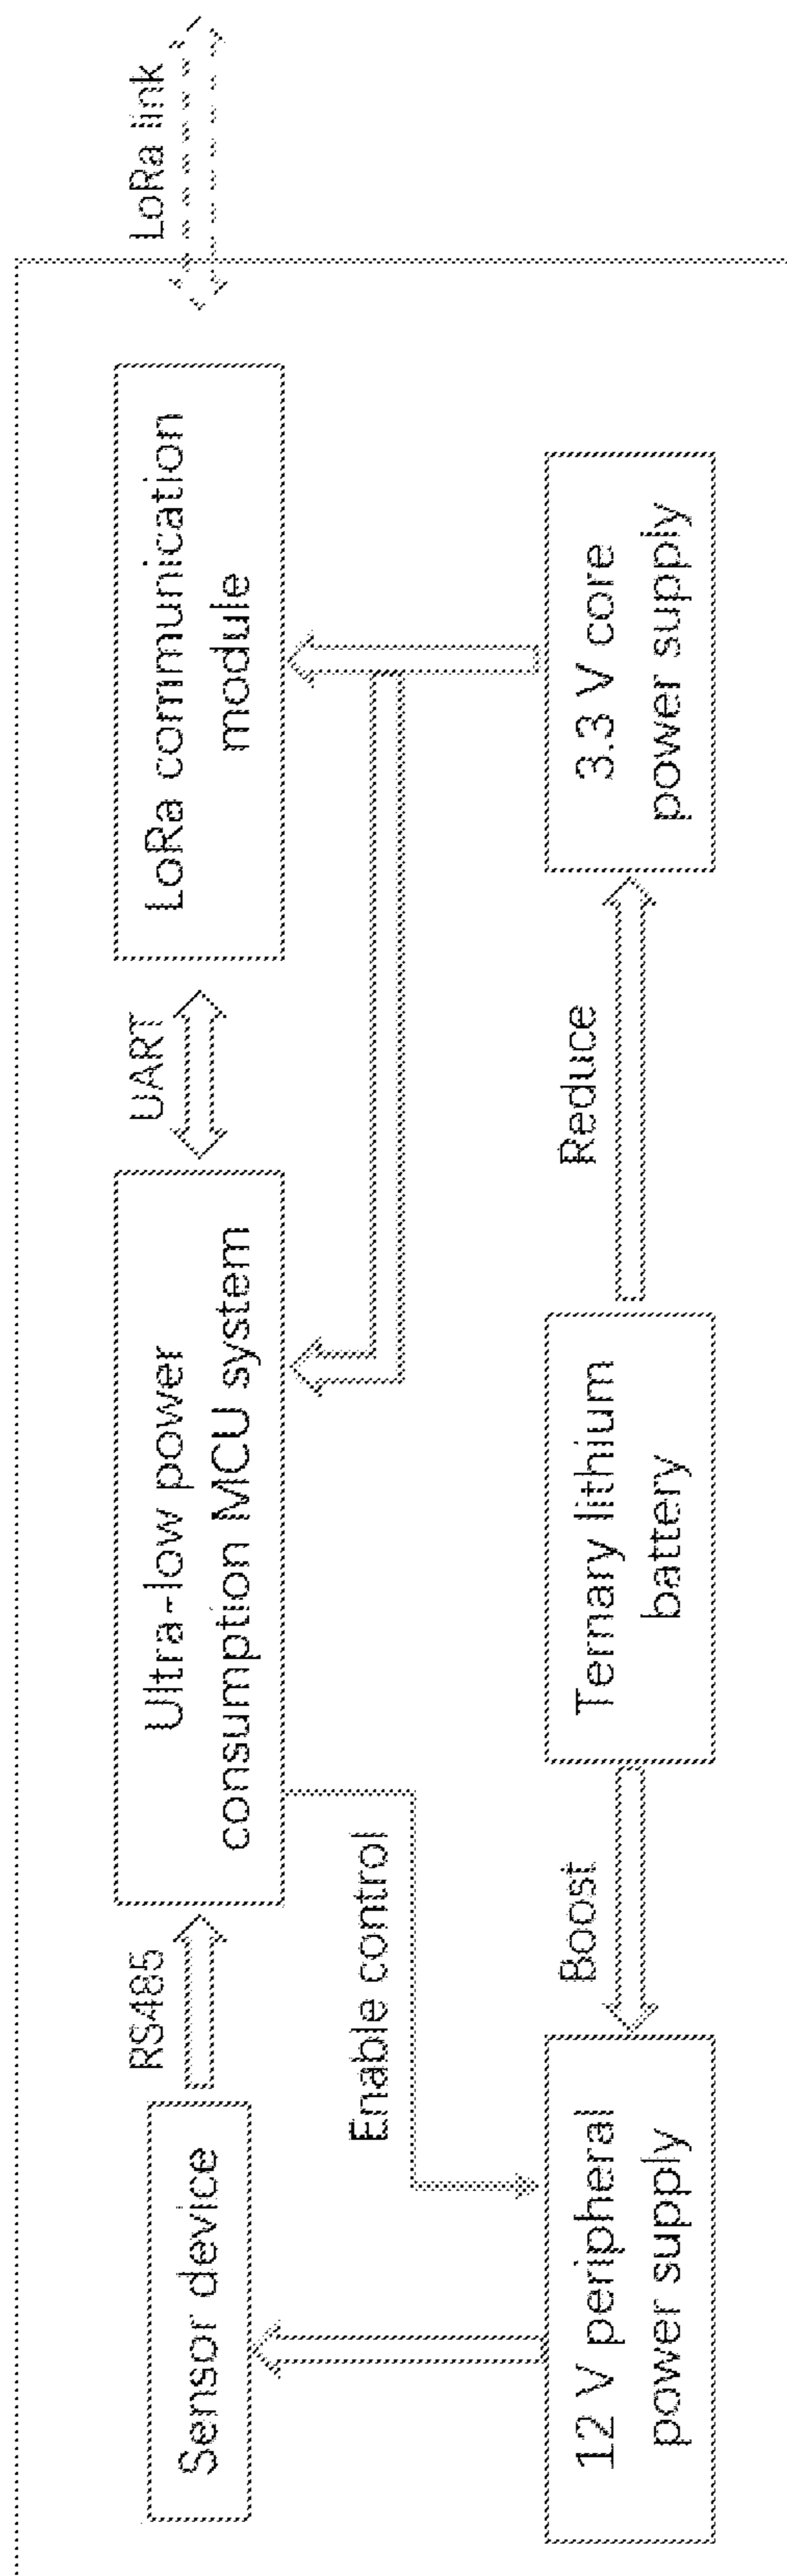 RS485
UART
LoRa link
Sensor device
Ultra-low power
consumption MCU system
LoRa communication
module
Enable control
Boost
Reduce
12 V peripheral
power supply
Ternary lithium
battery
3.3 V core
power supply